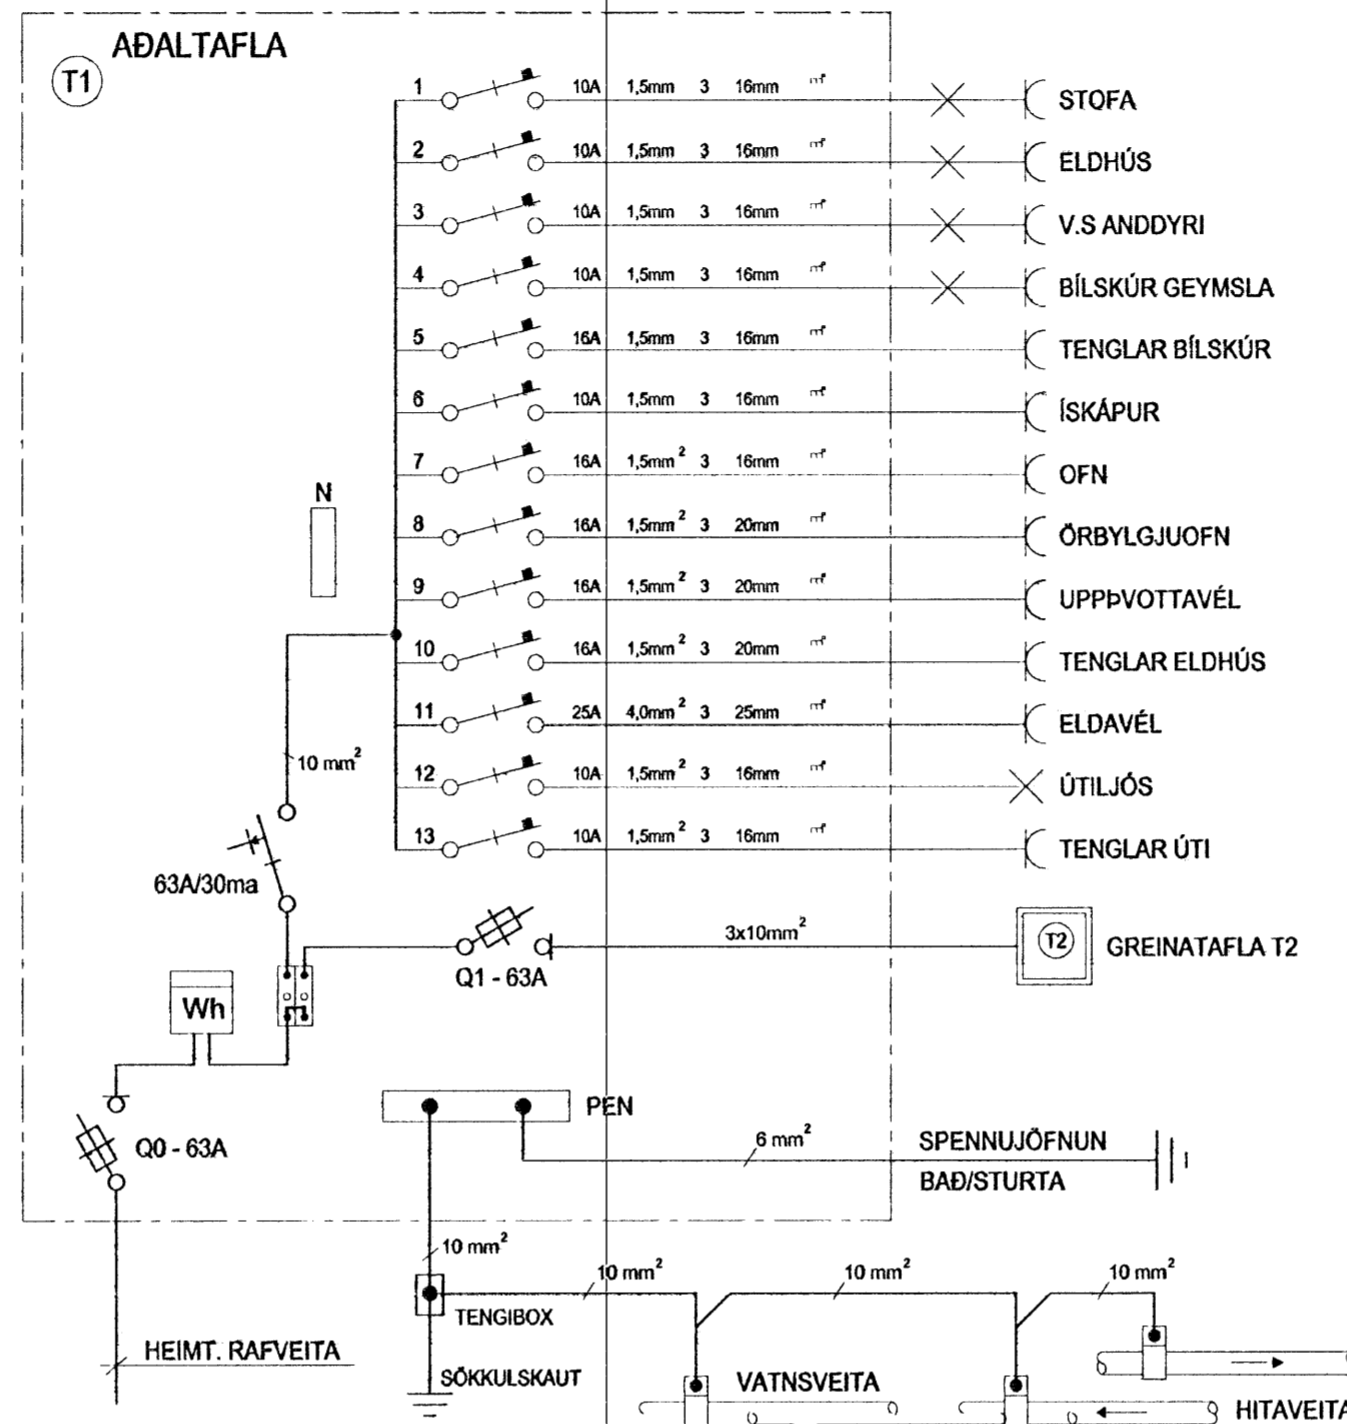 AÐALTAFLA
T1
1 10A 1,5mm 3 16mm STOFA
2 10A 1,5mm 3 16mm ELDHÚS
3 10A 1,5mm 3 16mm V.S ANDDYRI
4 10A 1,5mm 3 16mm BÍLSKÚR GEYMSLA
5 16A 1,5mm 3 16mm TENGLAR BÍLSKÚR
6 10A 1,5mm 3 16mm ÍSKÁPUR
7 16A 1,5mm² 3 16mm OFN
8 16A 1,5mm² 3 20mm ÖRBYLGJUOFN
9 16A 1,5mm² 3 20mm UPPÞVOTTAVÉL
10 16A 1,5mm² 3 20mm TENGLAR ELDHÚS
11 25A 4,0mm² 3 25mm ELDAVÉL
12 10A 1,5mm² 3 16mm ÚTILJÓS
13 10A 1,5mm² 3 16mm TENGLAR ÚTI
N
10 mm²
63A/30ma
3x10mm²
T2 GREINATAFLA T2
Q1 - 63A
Wh
PEN
Q0 - 63A
6 mm²
SPENNUJÖFNUN
BAÐ/STURTA
10 mm²
10 mm² 10 mm² 10 mm²
TENGIBOX
HEIMT. RAFVEITA
SÖKKULSKAUT
VATNSVEITA
HITAVEITA